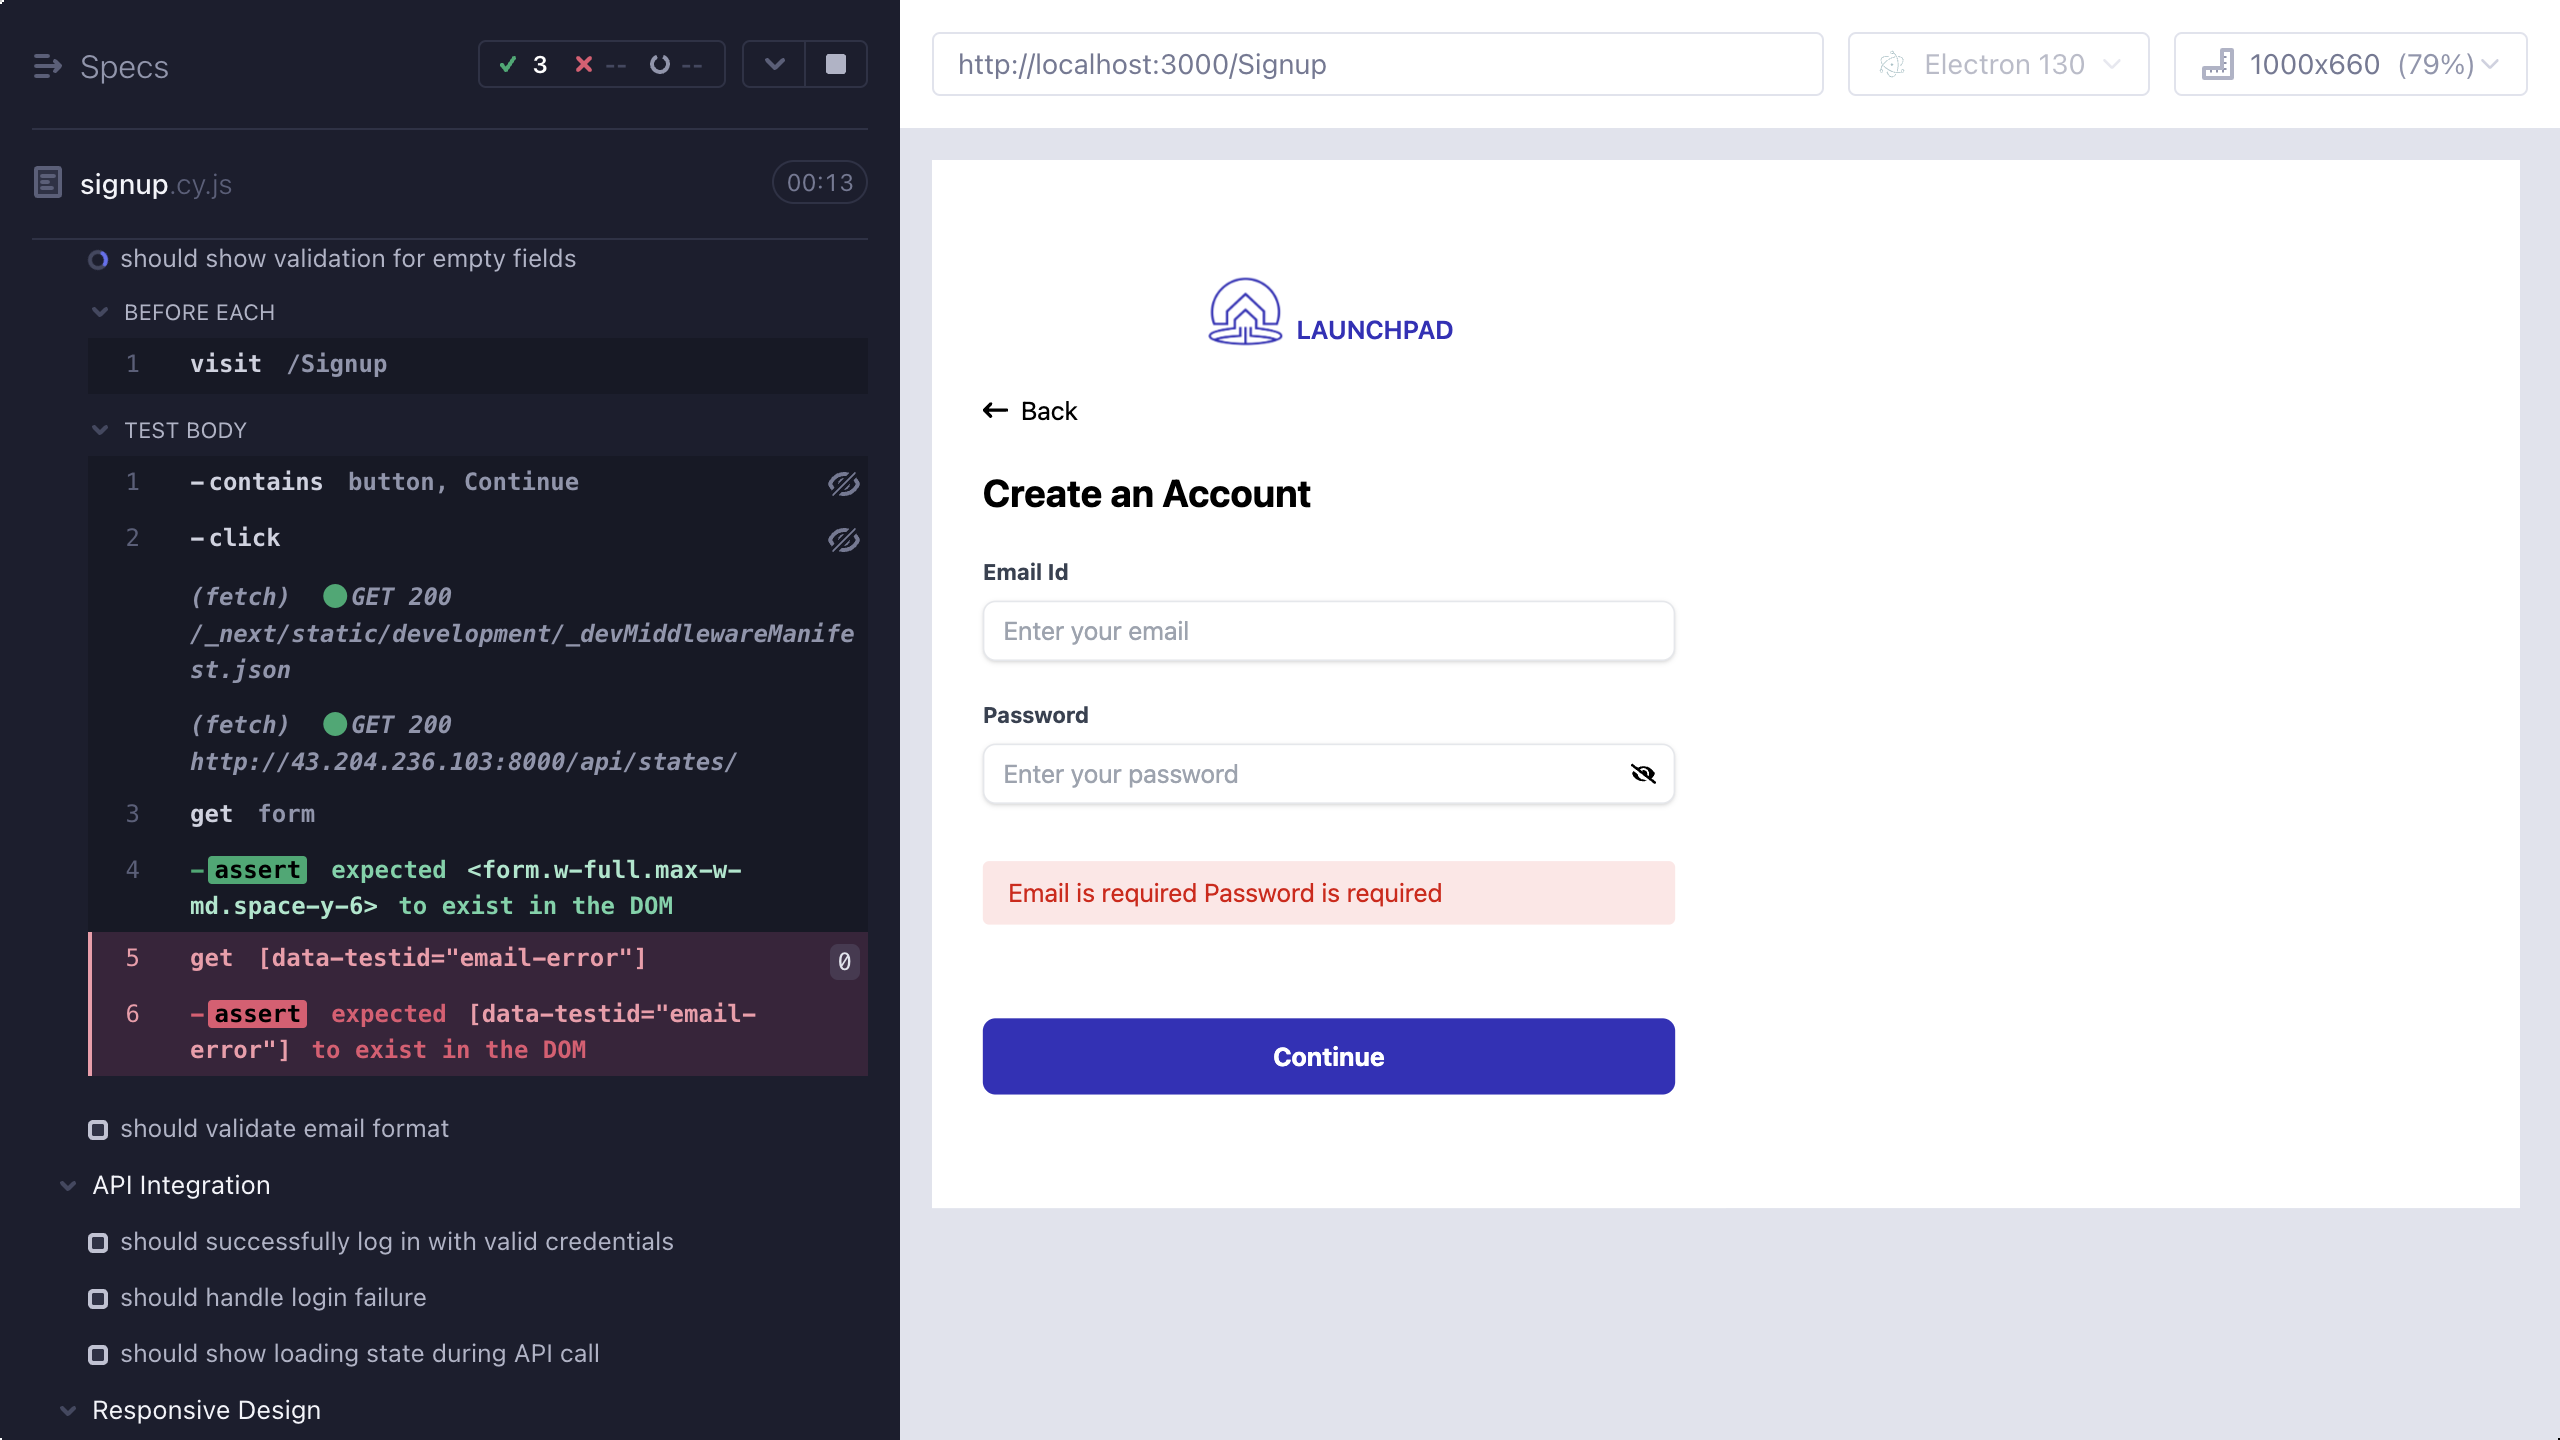 Specs
3 -- --
signup.cy.js
00:13
should show validation for empty fields
BEFORE EACH
1 visit /Signup
TEST BODY
1 -contains button, Continue
2 -click
(fetch) GET 200
/_next/static/development/_devMiddlewareManife
st.json
(fetch) GET 200
http://43.204.236.103:8000/api/states/
3 get form
4 -assert expected <form.w-full.max-w-
md.space-y-6> to exist in the DOM
5 get [data-testid="email-error"] 0
6 -assert expected [data-testid="email-
error"] to exist in the DOM
should validate email format
API Integration
should successfully log in with valid credentials
should handle login failure
should show loading state during API call
Responsive Design
http://localhost:3000/Signup
Electron 130
1000x660 (79%)
LAUNCHPAD
Back
Create an Account
Email Id
Enter your email
Password
Enter your password
Email is required Password is required
Continue